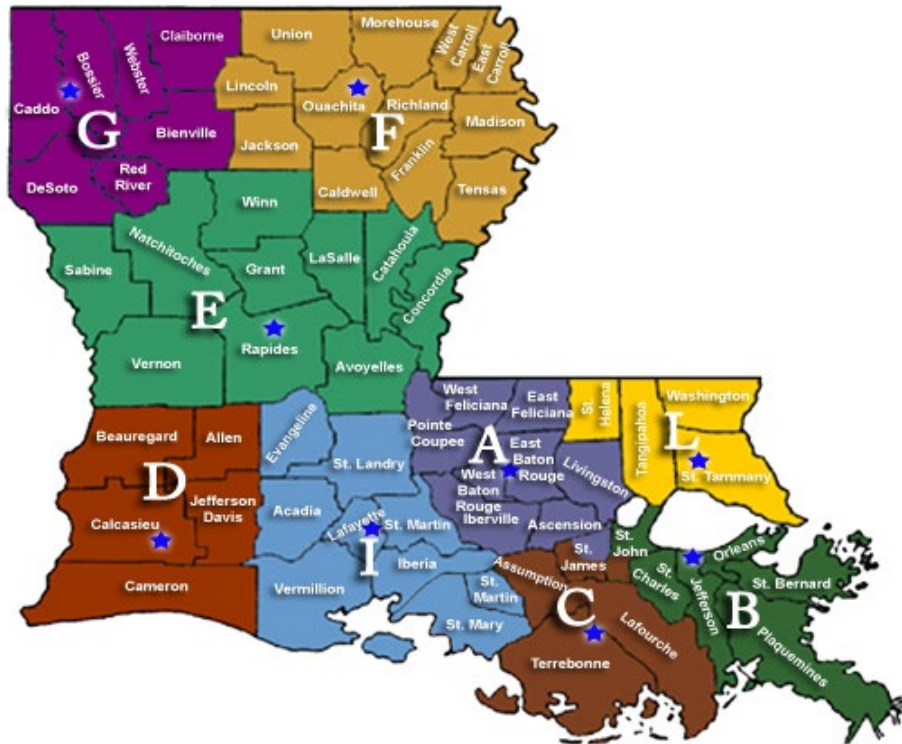 Claiborne
Union
Morehouse
West
Carroll
East
Carroll
Webster
Bossier
Caddo
Lincoln
Ouachita
Richland
Madison
G
F
Bienville
Jackson
Franklin
DeSoto
Red
River
Caldwell
Tensas
Winn
Natchitoches
Sabine
Grant
LaSalle
Catahoula
Concordia
E
Vernon
Rapides
Avoyelles
West
Feliciana
East
Feliciana
St.
Helena
Tangipahoa
Washington
Beauregard
Allen
Evangeline
Pointe
Coupee
A
L
St. Landry
East
Baton
Rouge
West
Baton
Rouge
Livingston
St. Tammany
D
Calcasieu
Jefferson
Davis
Acadia
Lafayette
St. Martin
Iberville
Ascension
St.
John
Orleans
I
Iberia
Assumption
St.
James
St.
Charles
Jefferson
St. Bernard
Cameron
Vermillion
St.
Martin
St. Mary
C
B
Lafourche
Plaquemines
Terrebonne